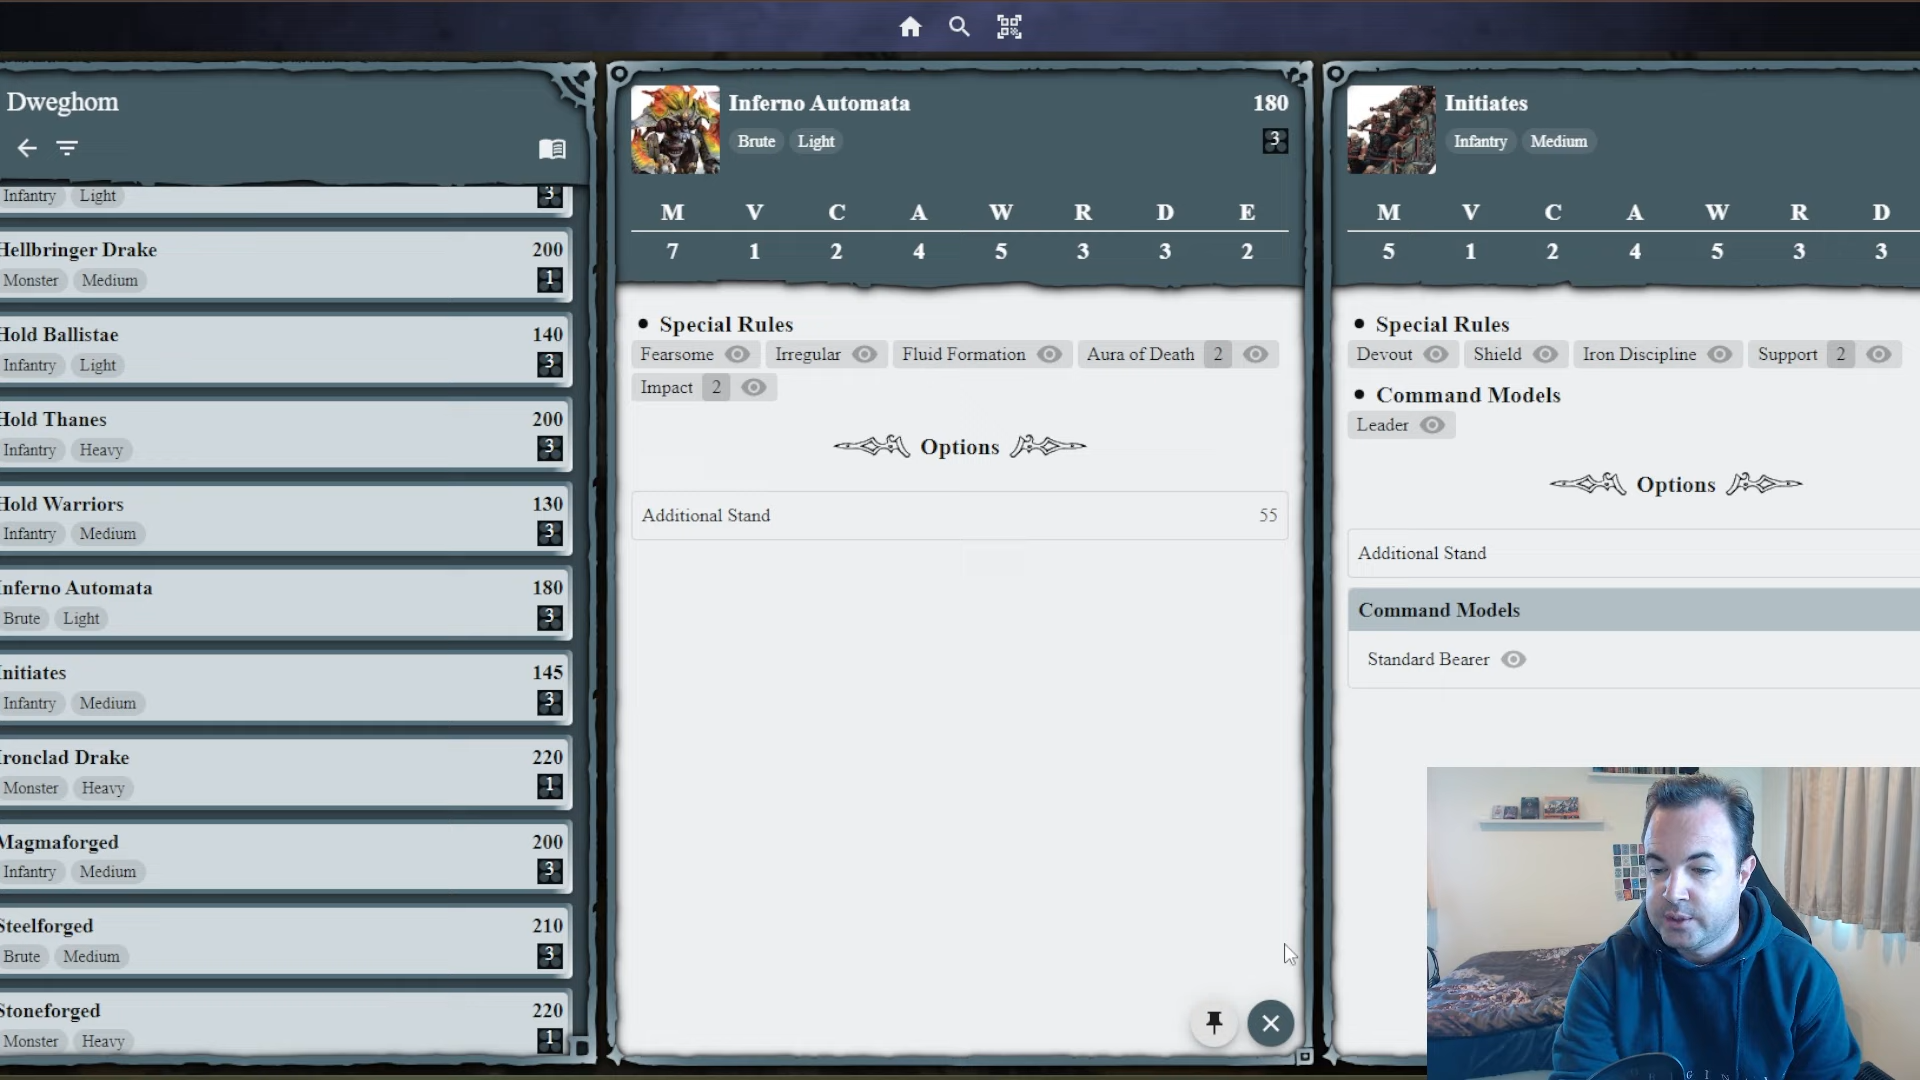 Dweghom
Infantry Light 3
Hellbringer Drake 200
Monster Medium 1
Hold Ballistae 140
Infantry Light 3
Hold Thanes 200
Infantry Heavy 3
Hold Warriors 130
Infantry Medium 3
Inferno Automata 180
Brute Light 3
Initiates 145
Infantry Medium 3
Ironclad Drake 220
Monster Heavy 1
Magmaforged 200
Infantry Medium 3
Steelforged 210
Brute Medium 3
Stoneforged 220
Monster Heavy 1
Inferno Automata 180
Brute Light 3
M V C A W R D E
7 1 2 4 5 3 3 2
Special Rules
Fearsome Irregular Fluid Formation Aura of Death 2
Impact 2
Options
Additional Stand 55
Initiates
Infantry Medium
M V C A W R D
5 1 2 4 5 3 3
Special Rules
Devout Shield Iron Discipline Support 2
Command Models
Leader
Options
Additional Stand
Command Models
Standard Bearer